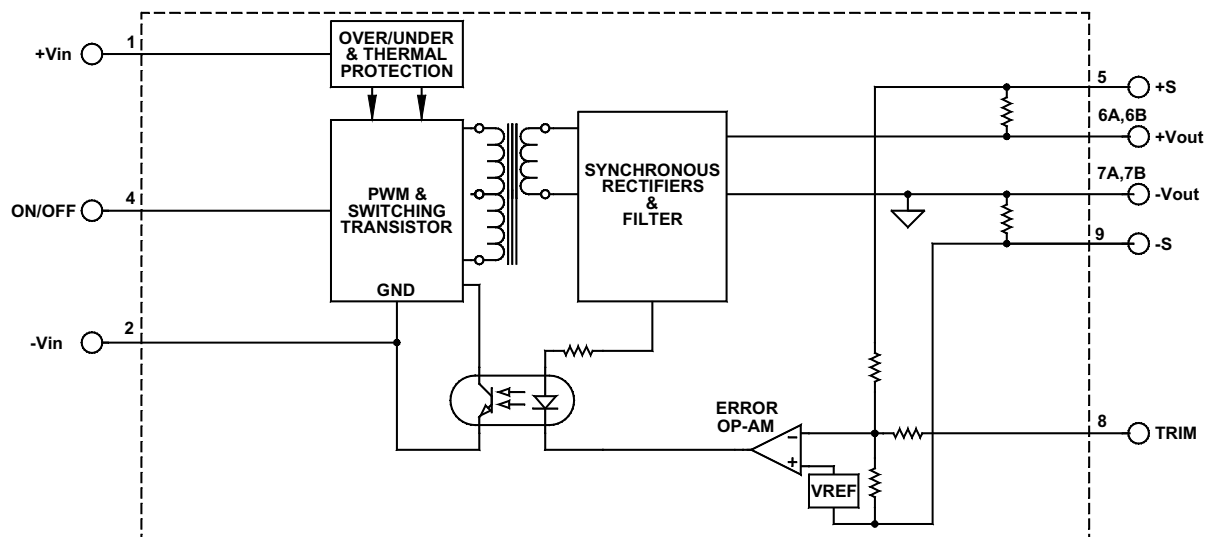 +Vin
1
OVER/UNDER
& THERMAL
PROTECTION
5
+S
6A,6B
+Vout
SYNCHRONOUS
RECTIFIERS
&
FILTER
PWM &
SWITCHING
TRANSISTOR
GND
7A,7B
-Vout
ON/OFF
4
9
-S
-Vin
2
ERROR
OP-AM
8
TRIM
−
+
VREF